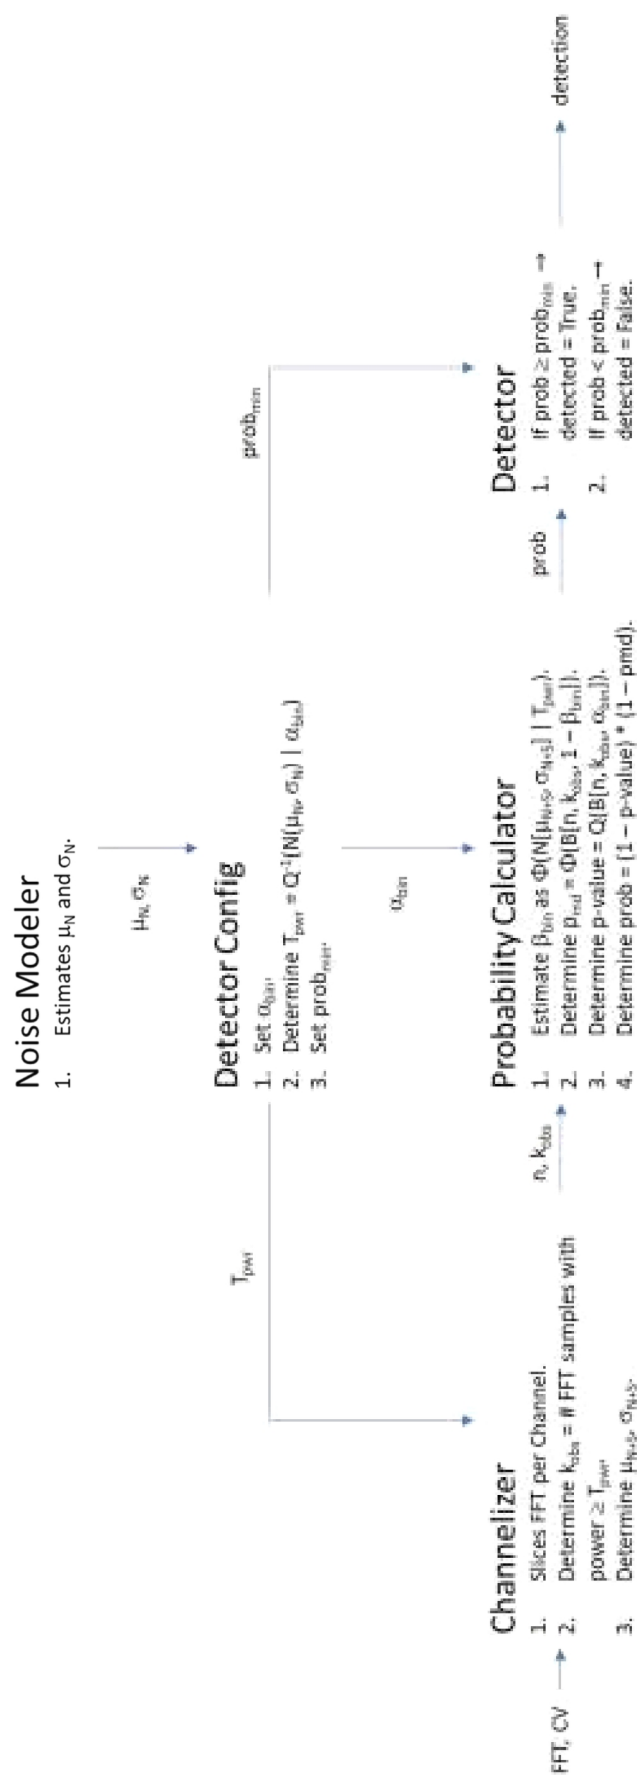 Noise Modeler
1. Estimates μN and σN.
μN, σN
Detector Config
1. Set αbin.
2. Determine Tpwr = Q⁻¹(N(μN, σN) | αbin)
3. Set probmin.
Tpwr
αbin
probmin
FFT, CV
Channelizer
1. Slices FFT per Channel.
2. Determine kobs = # FFT samples with
power ≥ Tpwr.
3. Determine μN+S, σN+S.
n, kobs
Probability Calculator
1. Estimate βbin as Φ(N[μN+S, σN+S] | Tpwr).
2. Determine pmd = Φ(B[n, kobs, 1 – βbin]).
3. Determine p-value = Q(B[n, kobs, αbin]).
4. Determine prob = (1 – p-value) * (1 – pmd).
prob
Detector
1. If prob ≥ probmin →
detected = True.
2. If prob < probmin →
detected = False.
detection